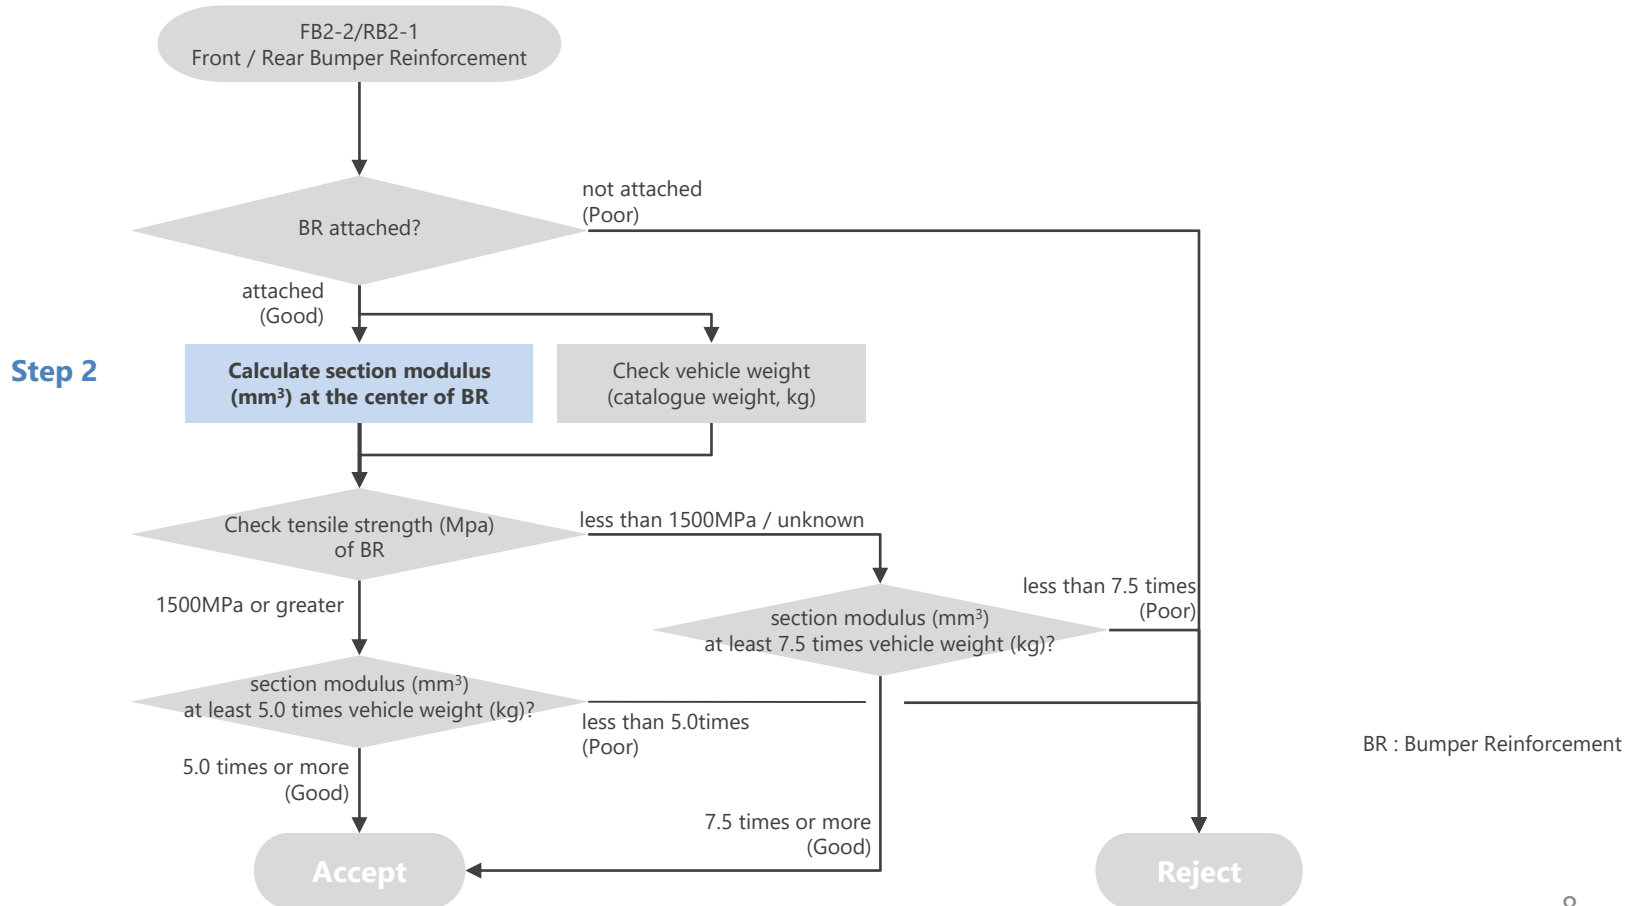 FB2-2/RB2-1
Front / Rear Bumper Reinforcement
BR attached?
not attached
(Poor)
attached
(Good)
Step 2
Calculate section modulus
(mm³) at the center of BR
Check vehicle weight
(catalogue weight, kg)
Check tensile strength (Mpa)
of BR
less than 1500MPa / unknown
1500MPa or greater
less than 7.5 times
(Poor)
section modulus (mm³)
at least 7.5 times vehicle weight (kg)?
section modulus (mm³)
at least 5.0 times vehicle weight (kg)?
less than 5.0times
(Poor)
BR : Bumper Reinforcement
5.0 times or more
(Good)
7.5 times or more
(Good)
Accept
Reject